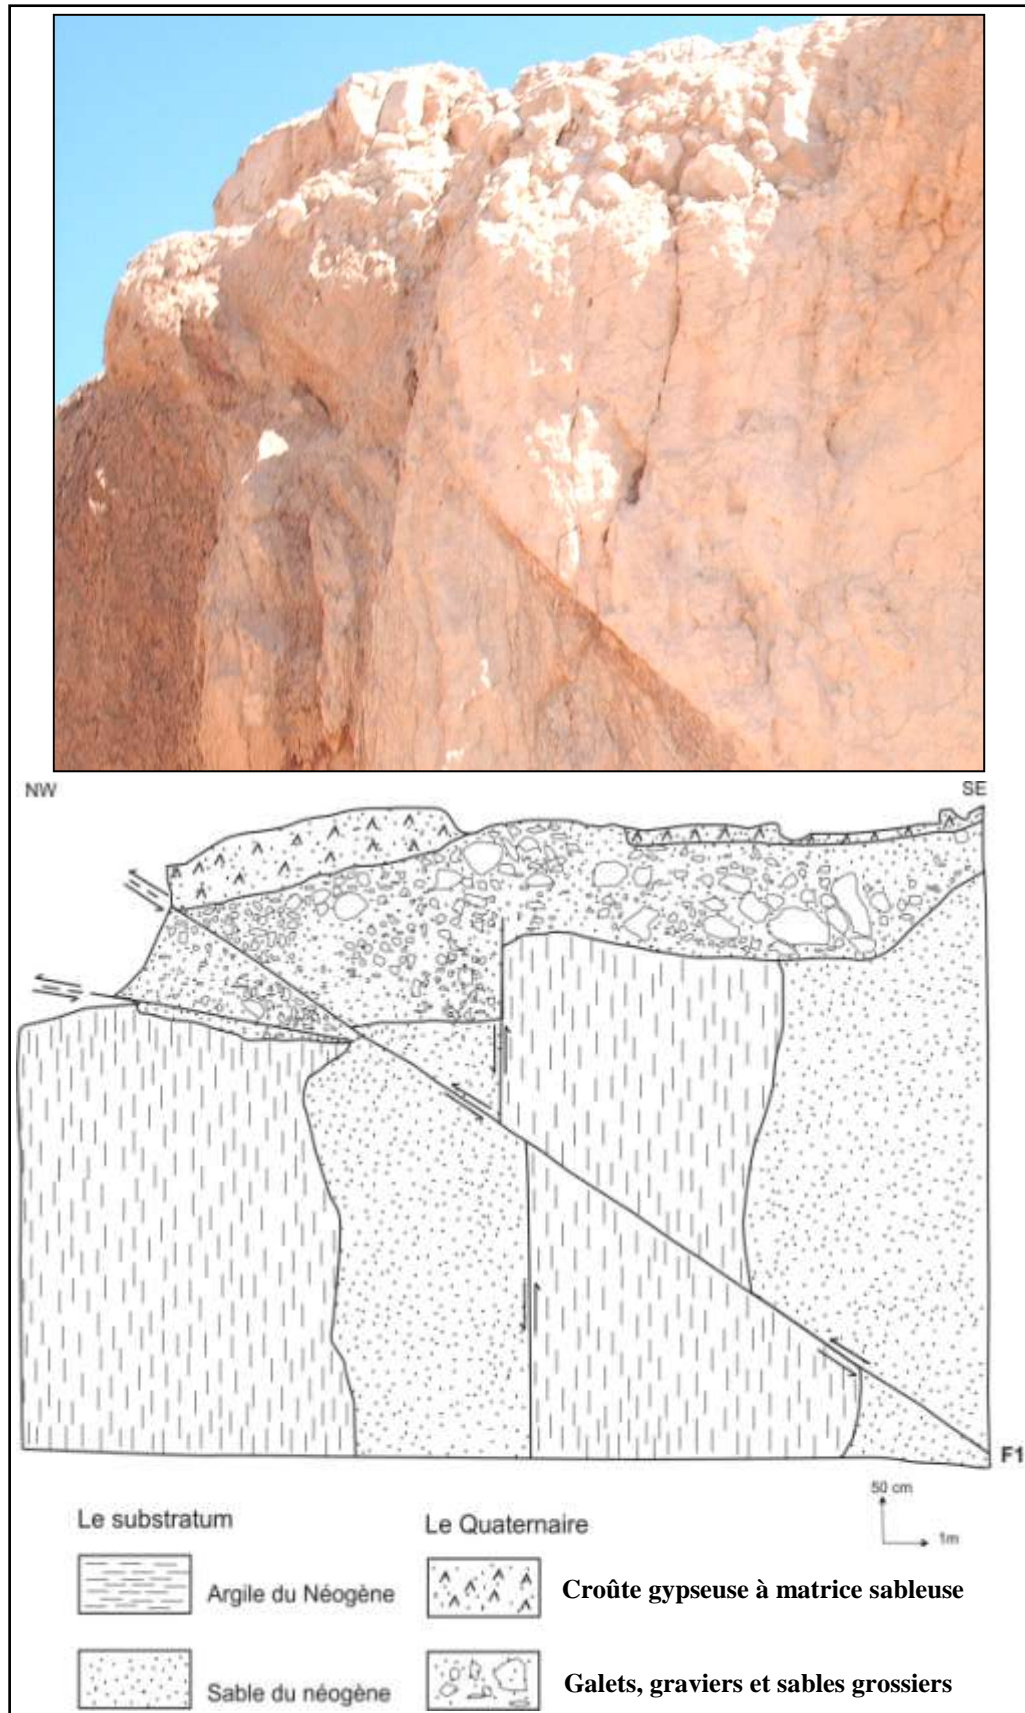 NW
SE
F1
50 cm
1m
Le substratum
Le Quaternaire
Argile du Néogène
Croûte gypseuse à matrice sableuse
Sable du néogène
Galets, graviers et sables grossiers